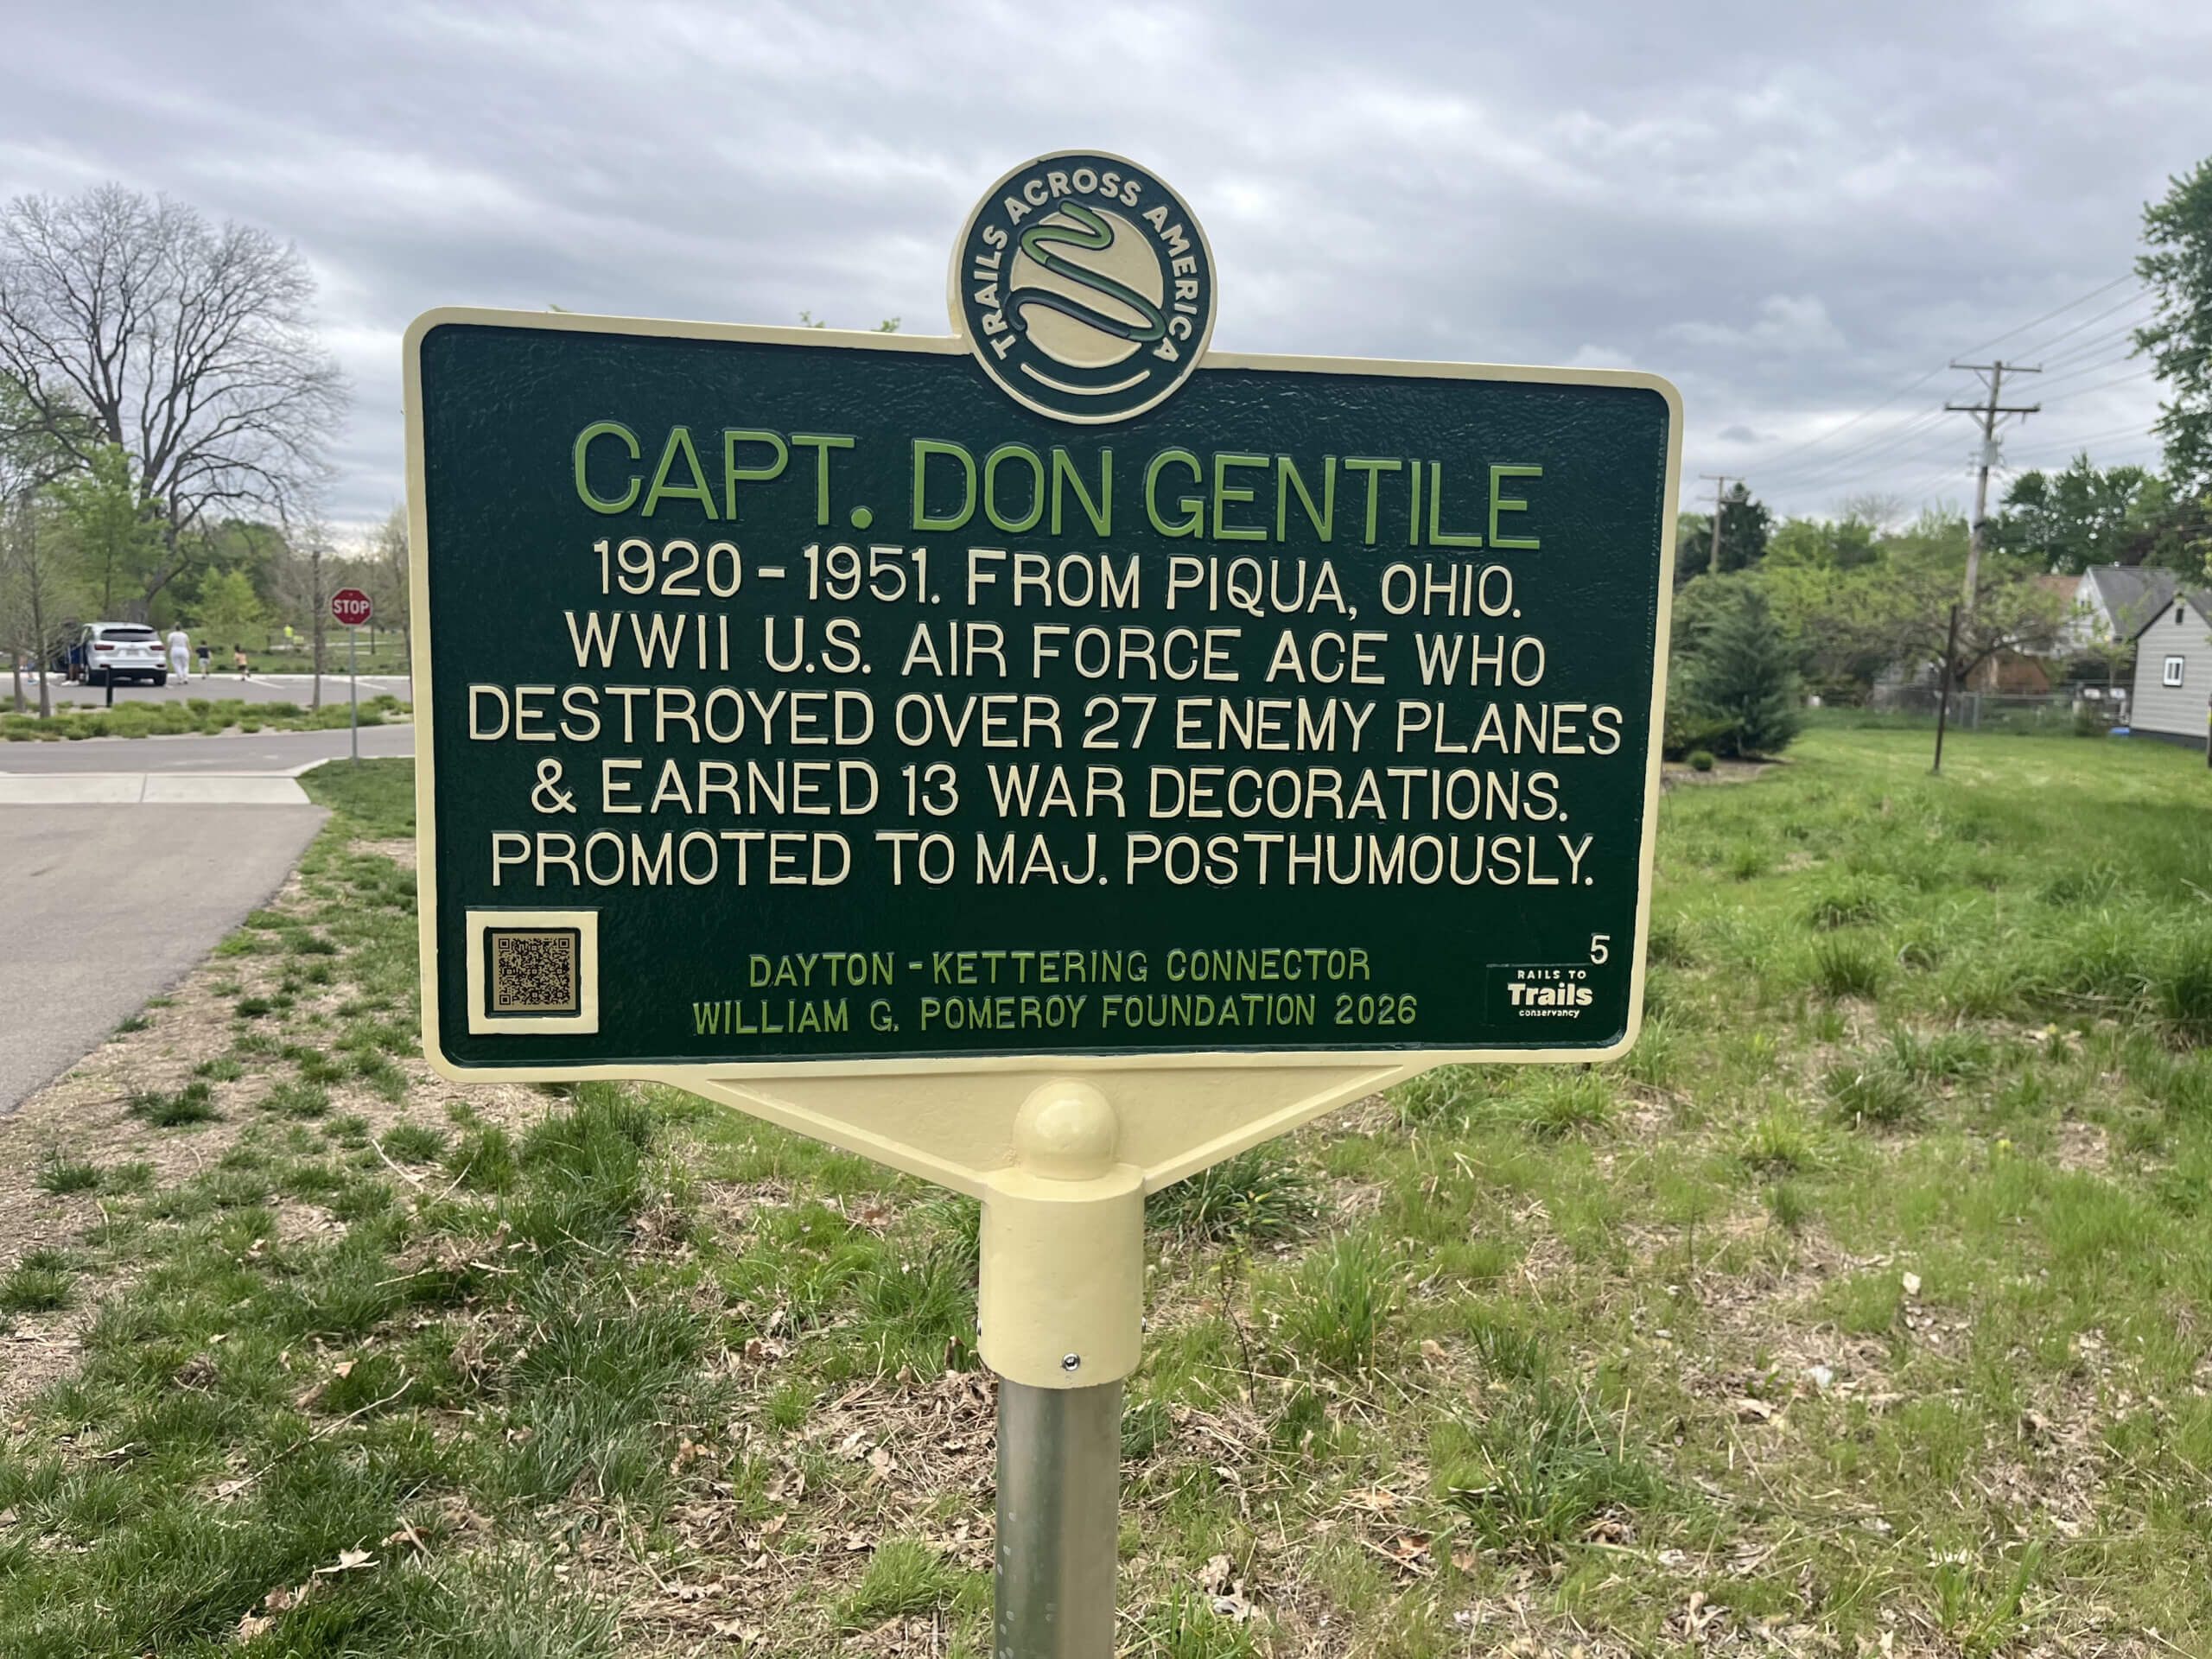 TRAILS ACROSS AMERICA
CAPT. DON GENTILE
1920 - 1951. FROM PIQUA, OHIO.
WWII U.S. AIR FORCE ACE WHO
DESTROYED OVER 27 ENEMY PLANES
& EARNED 13 WAR DECORATIONS.
PROMOTED TO MAJ. POSTHUMOUSLY.
DAYTON - KETTERING CONNECTOR
WILLIAM G. POMEROY FOUNDATION 2026
5
RAILS TO
Trails
conservancy
STOP